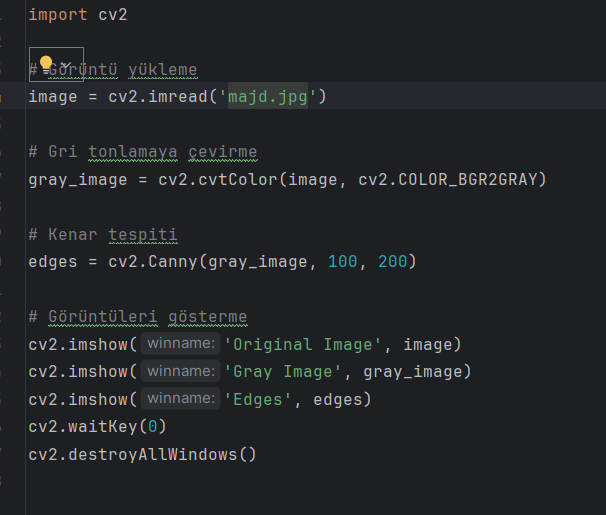 import cv2
# Görüntü yükleme
image = cv2.imread('majd.jpg')
# Gri tonlamaya çevirme
gray_image = cv2.cvtColor(image, cv2.COLOR_BGR2GRAY)
# Kenar tespiti
edges = cv2.Canny(gray_image, 100, 200)
# Görüntüleri gösterme
cv2.imshow( winname: 'Original Image', image)
cv2.imshow( winname: 'Gray Image', gray_image)
cv2.imshow( winname: 'Edges', edges)
cv2.waitKey(0)
cv2.destroyAllWindows()